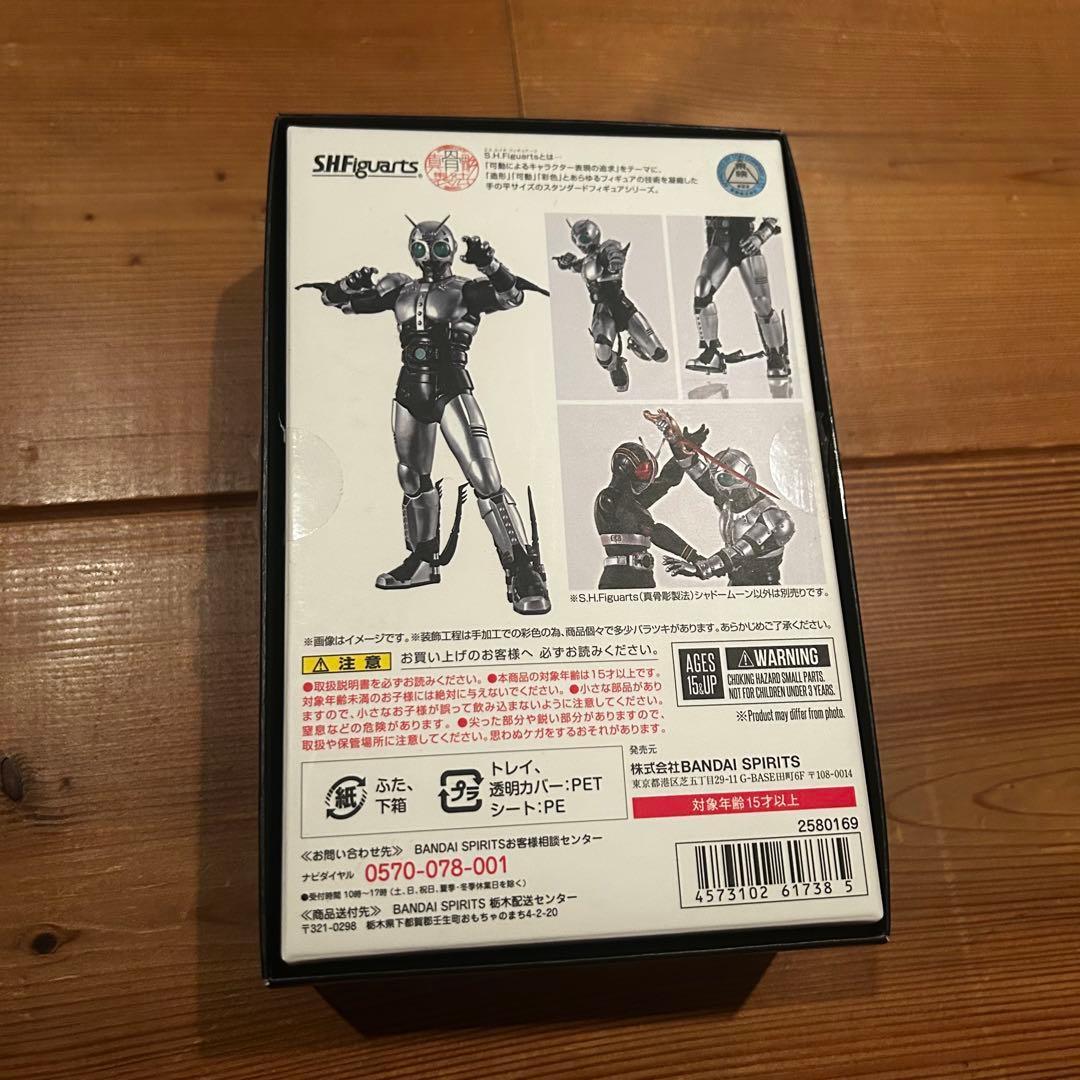 S.H.Figuarts
真骨彫
製法
エス.エイチ.フィギュアーツ
S.H.Figuartsとは…
「可動によるキャラクター表現の追求」をテーマに、
「造形」「可動」「彩色」とあらゆるフィギュアの技術を凝縮した
手の平サイズのスタンダードフィギュアシリーズ。
東映
※S.H.Figuarts(真骨彫製法)シャドームーン以外は別売りです。
※画像はイメージです。※装飾工程は手加工での彩色の為、商品個々で多少バラツキがあります。あらかじめご了承ください。
注意 お買い上げのお客様へ 必ずお読みください。
●取扱説明書を必ずお読みください。●本商品の対象年齢は15才以上です。
対象年齢未満のお子様には絶対に与えないでください。●小さな部品があり
ますので、小さなお子様が誤って飲み込まないように注意してください。
窒息などの危険があります。●尖った部分や鋭い部分がありますので、
取扱や保管場所に注意してください。思わぬケガをするおそれがあります。
AGES
15&UP
WARNING
CHOKING HAZARD SMALL PARTS.
NOT FOR CHILDREN UNDER 3 YEARS.
※Product may differ from photo.
発売元
株式会社BANDAI SPIRITS
東京都港区芝五丁目29-11 G-BASE田町6F 〒108-0014
対象年齢15才以上
紙
ふた、
下箱
プラ
トレイ、
透明カバー:PET
シート:PE
2580169
≪お問い合わせ先≫ BANDAI SPIRITSお客様相談センター
ナビダイヤル 0570-078-001
●受付時間 10時〜17時(土、日、祝日、夏季・冬季休業日を除く)
≪商品送付先≫ BANDAI SPIRITS 栃木配送センター
〒321-0298 栃木県下都賀郡壬生町おもちゃのまち4-2-20
4573102 617385